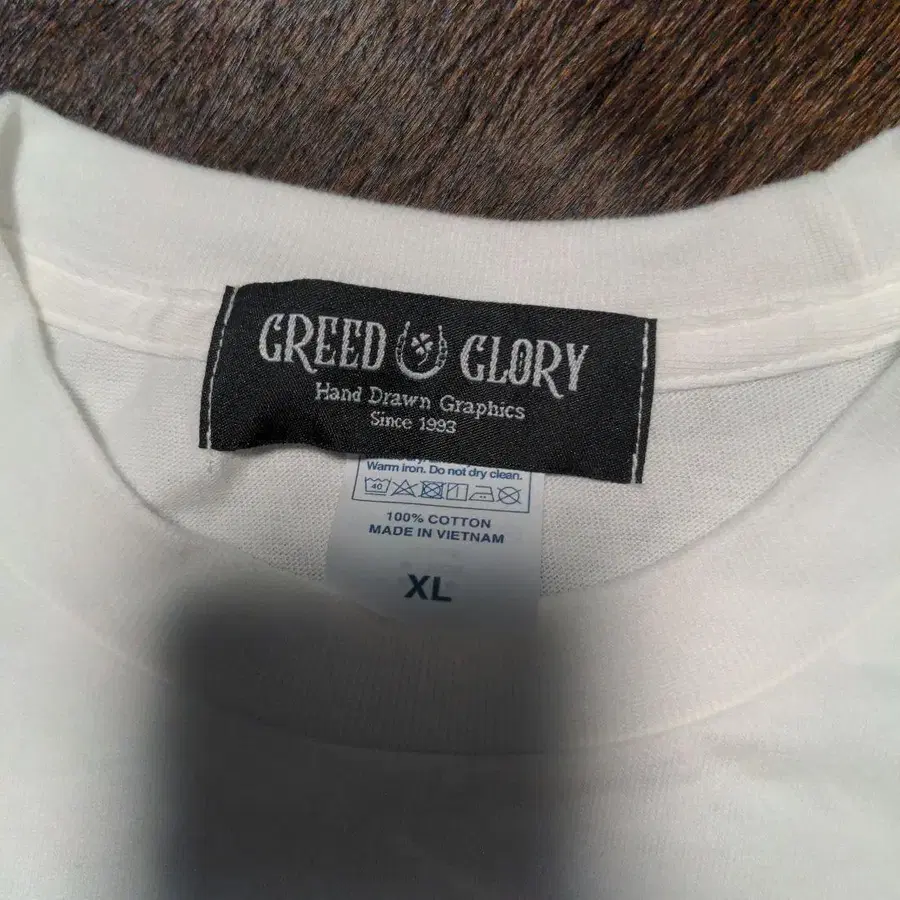 GREED GLORY
Hand Drawn Graphics
Since 1993
Warm iron. Do not dry clean.
40
100% COTTON
MADE IN VIETNAM
XL